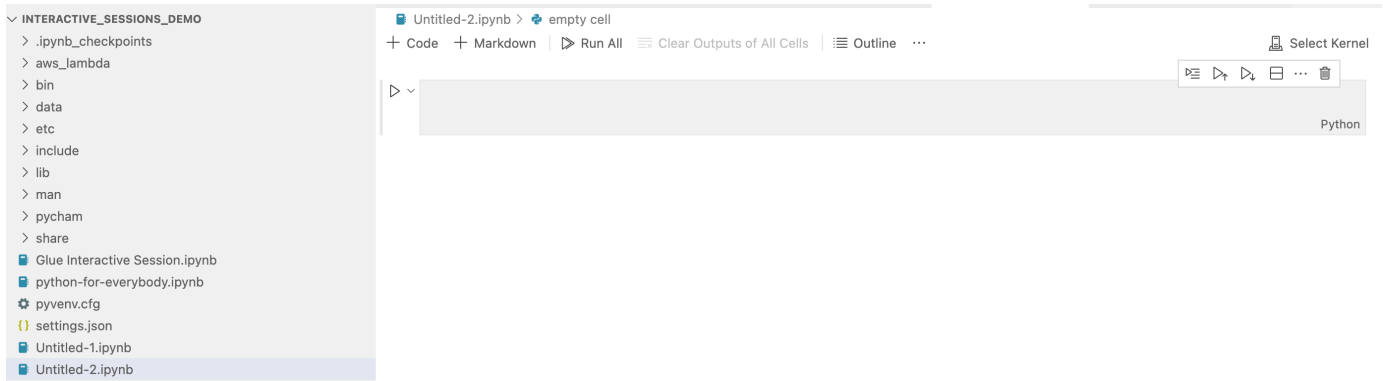 INTERACTIVE_SESSIONS_DEMO
.ipynb_checkpoints
aws_lambda
bin
data
etc
include
lib
man
pycham
share
Glue Interactive Session.ipynb
python-for-everybody.ipynb
pyvenv.cfg
settings.json
Untitled-1.ipynb
Untitled-2.ipynb
Untitled-2.ipynb > empty cell
+ Code + Markdown Run All Clear Outputs of All Cells Outline ··· Select Kernel
Python